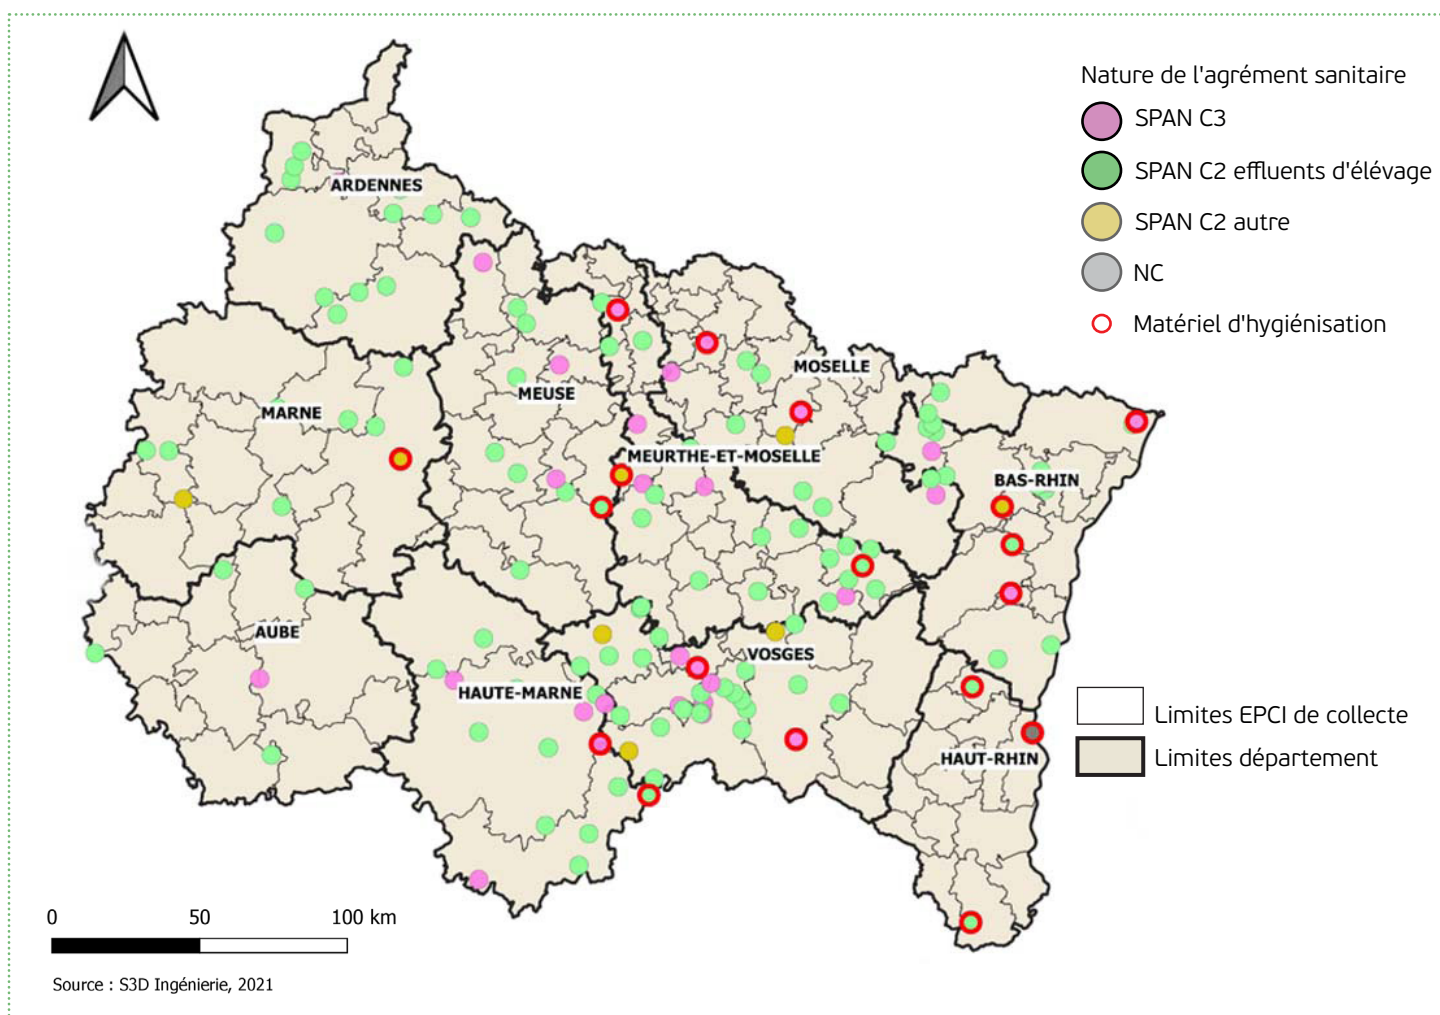 Nature de l'agrément sanitaire
SPAN C3
SPAN C2 effluents d'élévage
SPAN C2 autre
NC
Matériel d'hygiénisation
ARDENNES
MOSELLE
MEUSE
MARNE
MEURTHE-ET-MOSELLE
BAS-RHIN
AUBE
VOSGES
HAUTE-MARNE
HAUT-RHIN
Limites EPCI de collecte
Limites département
0 50 100 km
Source : S3D Ingénierie, 2021